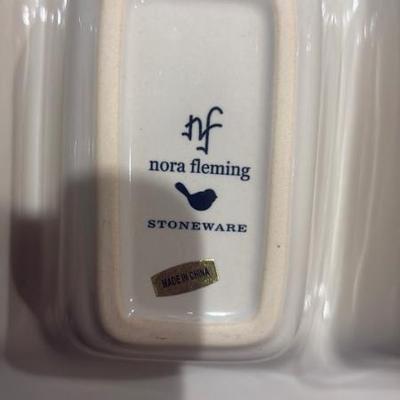 nf
nora fleming
STONEWARE
MADE IN CHINA